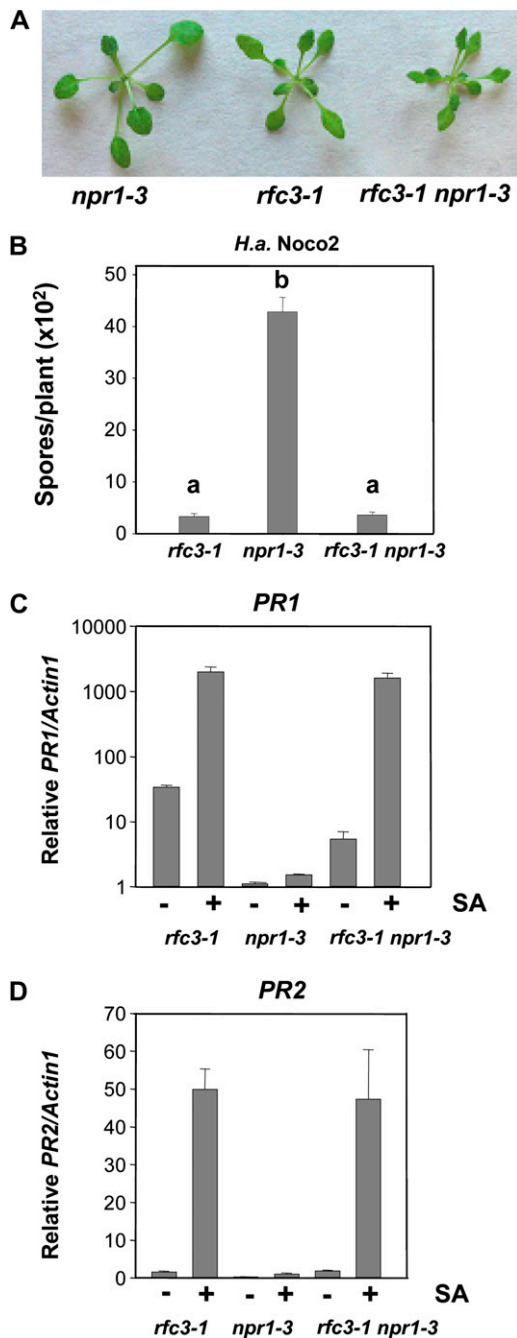 A
npr1-3 rfc3-1 rfc3-1 npr1-3
B
H.a. Noco2
Spores/plant (x10²)
50
40
30
20
10
0
a b a
rfc3-1 npr1-3 rfc3-1 npr1-3
C
PR1
Relative PR1/Actin1
10000
1000
100
10
1
- + - + - + SA
rfc3-1 npr1-3 rfc3-1 npr1-3
D
PR2
Relative PR2/Actin1
70
60
50
40
30
20
10
0
- + - + - + SA
rfc3-1 npr1-3 rfc3-1 npr1-3